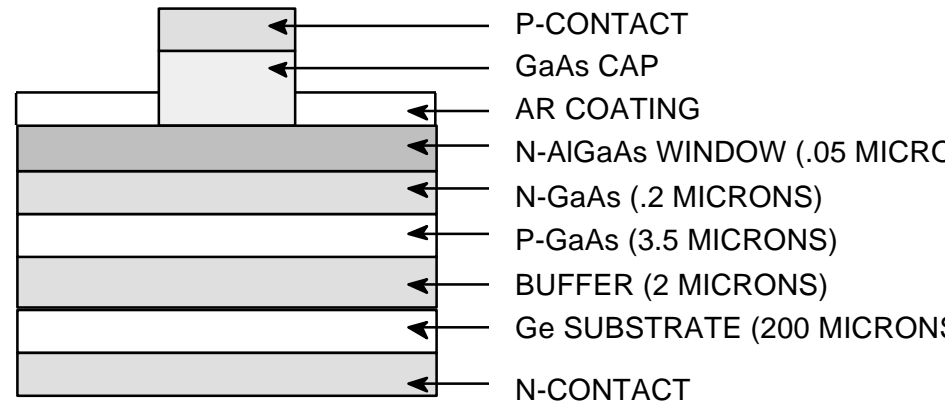 P-CONTACT
GaAs CAP
AR COATING
N-AlGaAs WINDOW (.05 MICRO
N-GaAs (.2 MICRONS)
P-GaAs (3.5 MICRONS)
BUFFER (2 MICRONS)
Ge SUBSTRATE (200 MICRONS
N-CONTACT